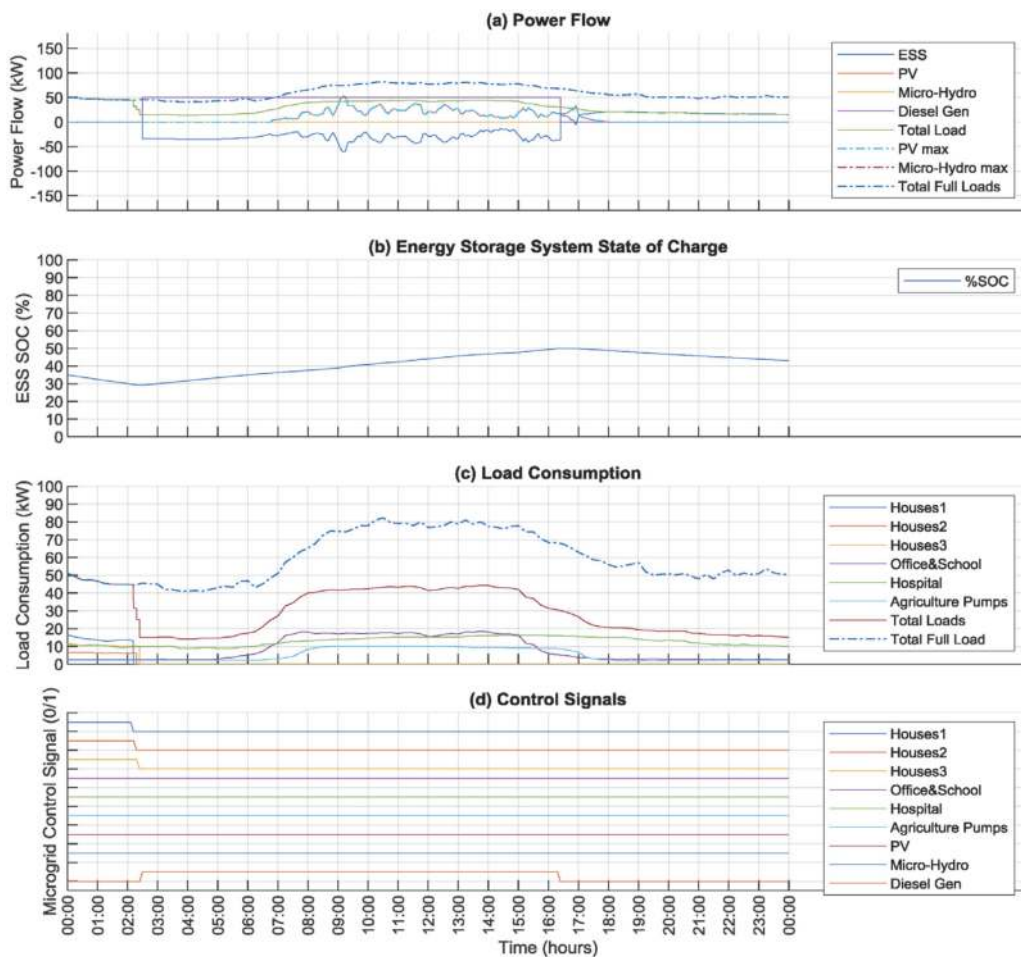 (a) Power Flow
Power Flow (kW)
150
100
50
0
-50
-100
-150
ESS
PV
Micro-Hydro
Diesel Gen
Total Load
PV max
Micro-Hydro max
Total Full Loads
(b) Energy Storage System State of Charge
ESS SOC (%)
100
90
80
70
60
50
40
30
20
10
0
%SOC
(c) Load Consumption
Load Consumption (kW)
100
90
80
70
60
50
40
30
20
10
0
Houses1
Houses2
Houses3
Office&School
Hospital
Agriculture Pumps
Total Loads
Total Full Load
(d) Control Signals
Microgrid Control Signal (0/1)
Houses1
Houses2
Houses3
Office&School
Hospital
Agriculture Pumps
PV
Micro-Hydro
Diesel Gen
00:00
01:00
02:00
03:00
04:00
05:00
06:00
07:00
08:00
09:00
10:00
11:00
12:00
13:00
14:00
15:00
16:00
17:00
18:00
19:00
20:00
21:00
22:00
23:00
00:00
Time (hours)